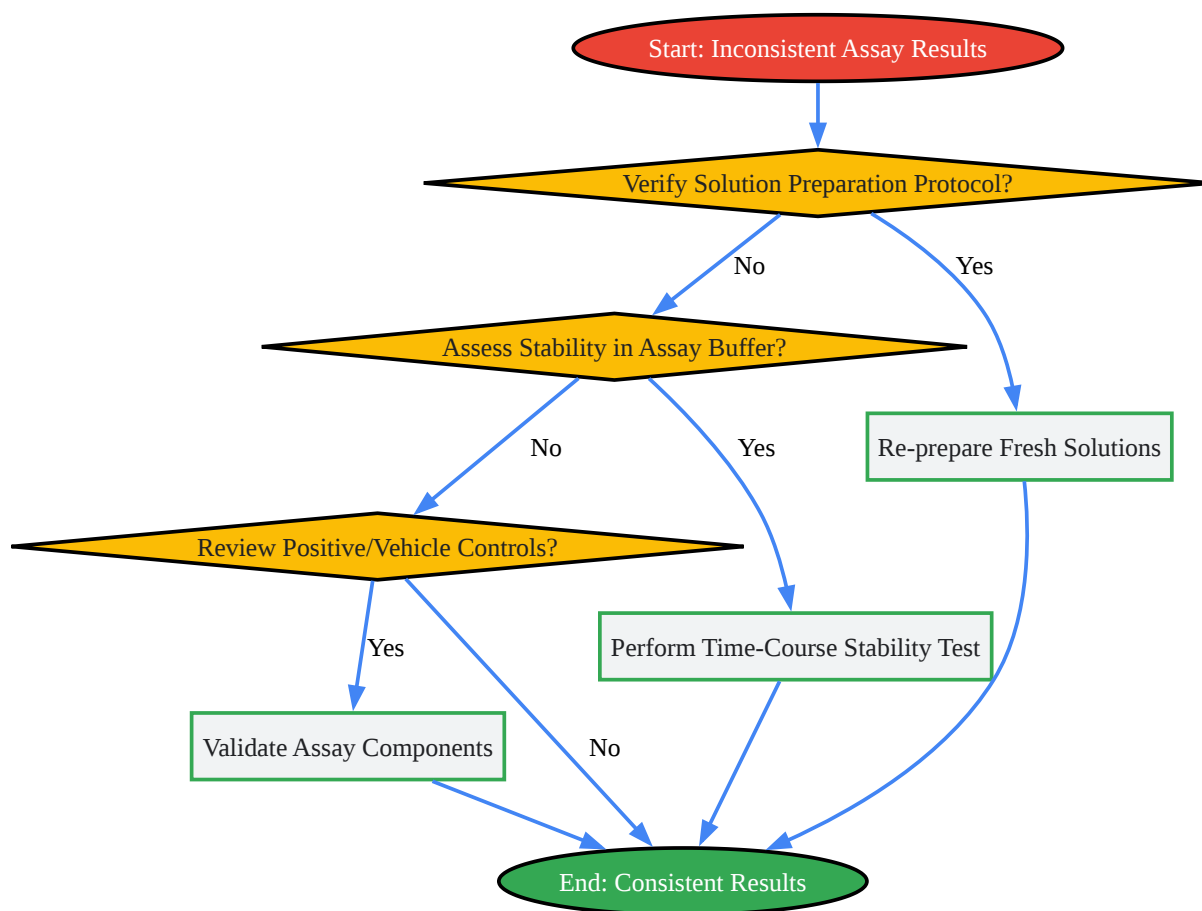 Start: Inconsistent Assay Results
Verify Solution Preparation Protocol?
No
Yes
Assess Stability in Assay Buffer?
No
Yes
Re-prepare Fresh Solutions
Review Positive/Vehicle Controls?
Yes
No
Perform Time-Course Stability Test
Validate Assay Components
End: Consistent Results